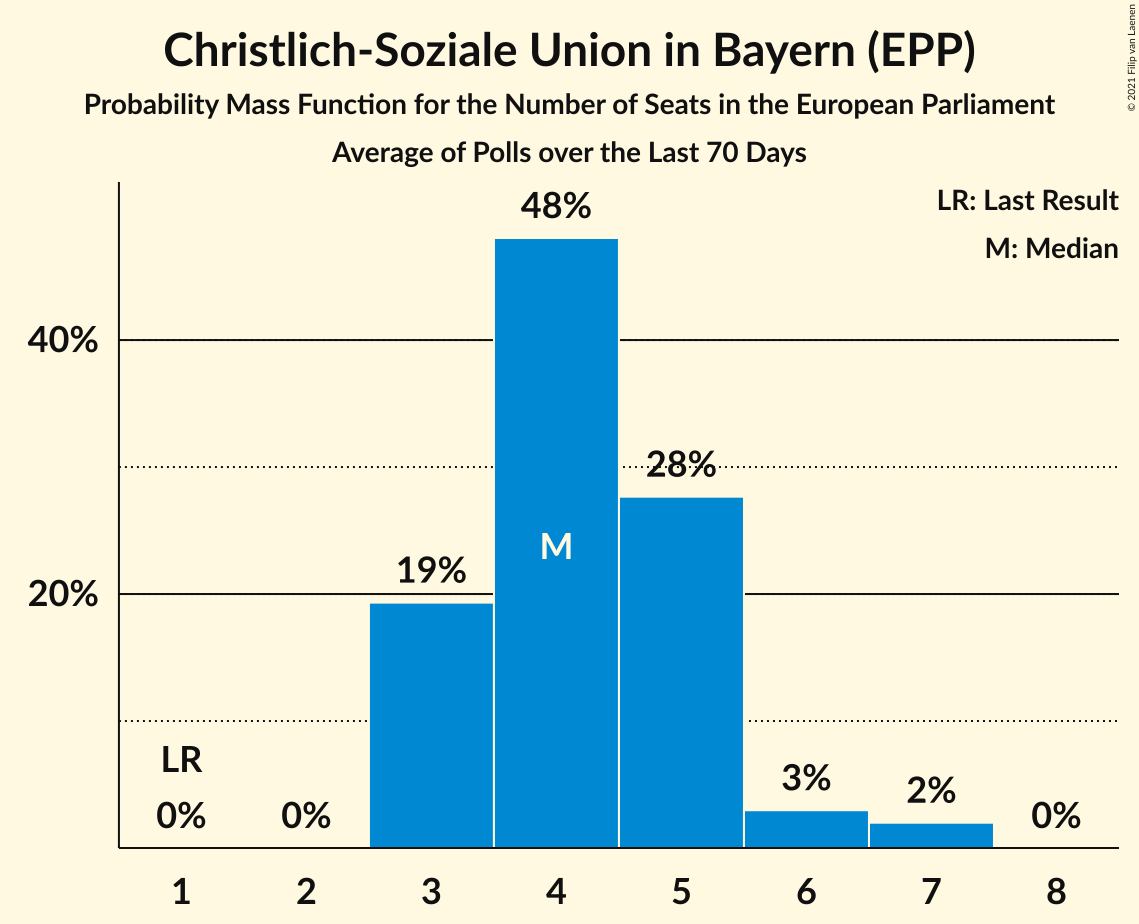 Christlich-Soziale Union in Bayern (EPP)
Probability Mass Function for the Number of Seats in the European Parliament
Average of Polls over the Last 70 Days
© 2021 Filip van Laenen
LR: Last Result
M: Median
48%
40%
28%
M
19%
20%
LR
3%
2%
0%
0%
0%
1 2 3 4 5 6 7 8